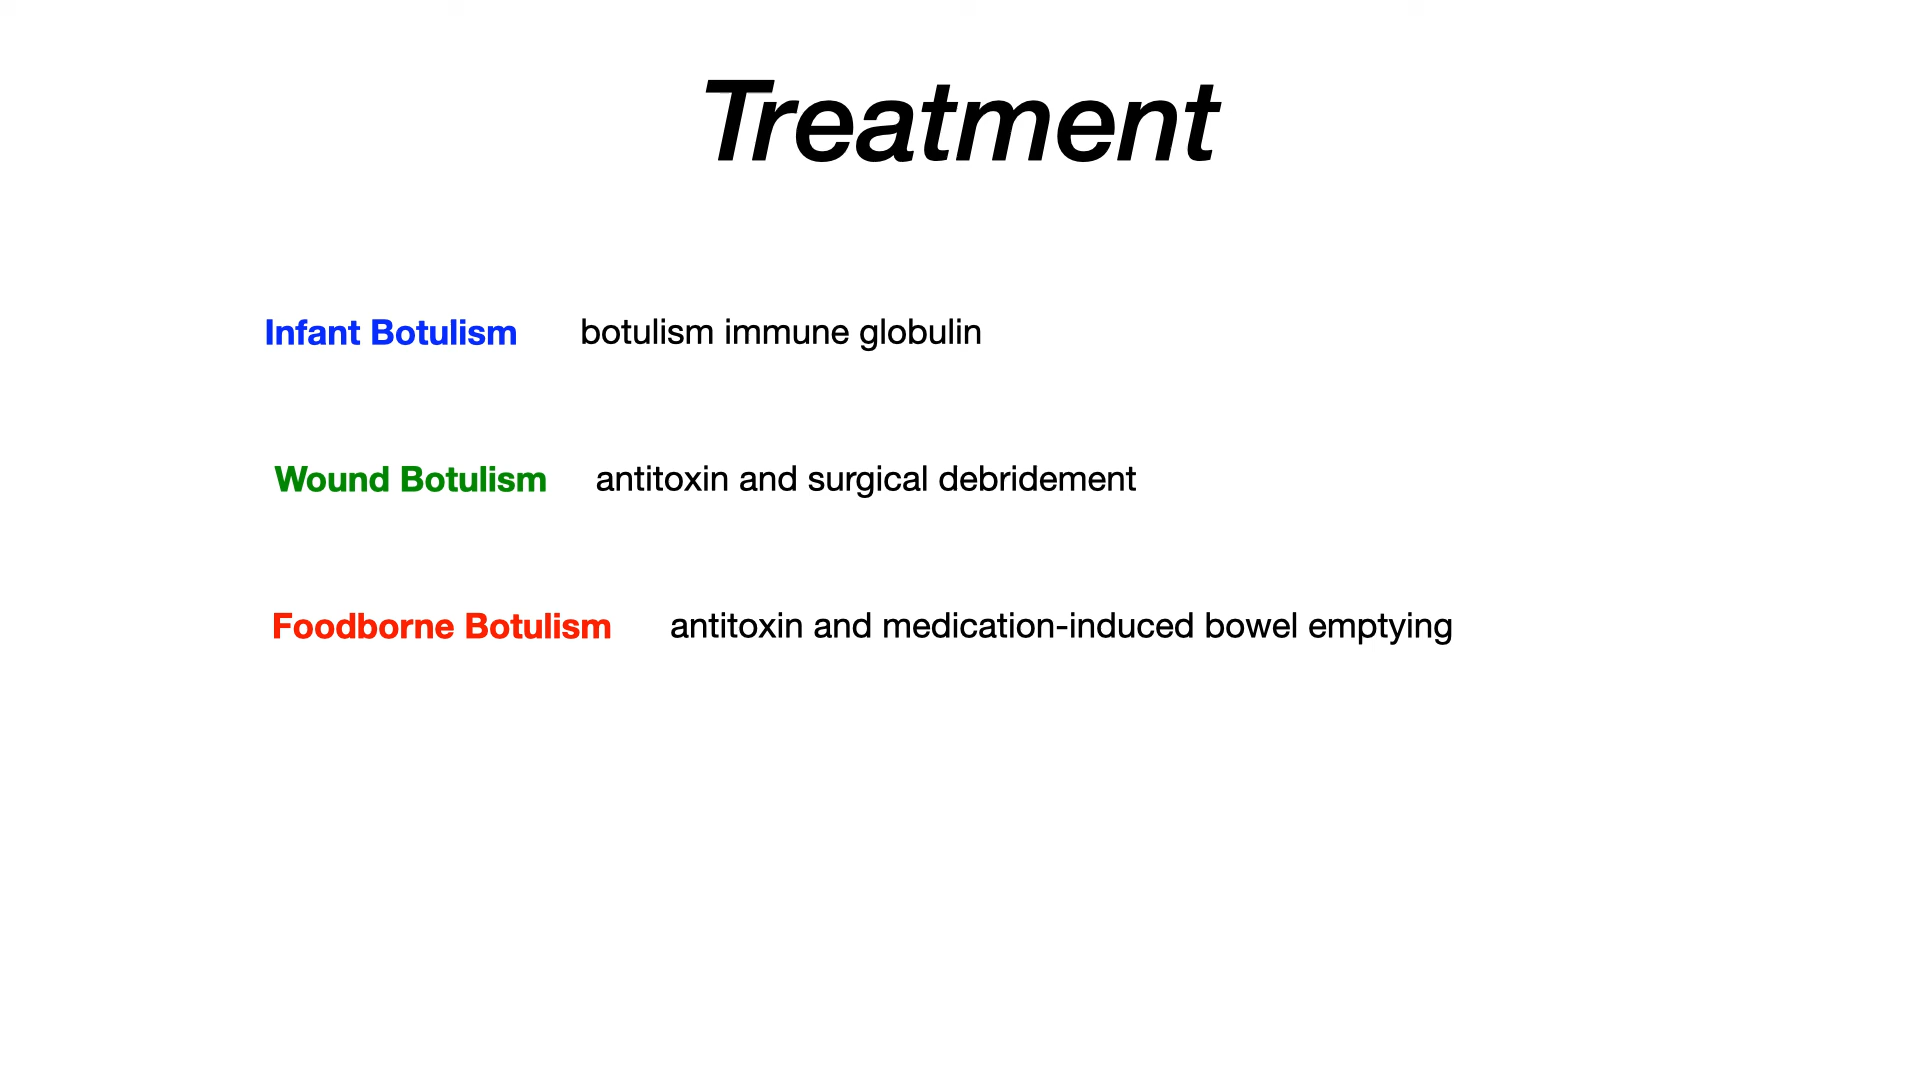 Treatment
Infant Botulism botulism immune globulin
Wound Botulism antitoxin and surgical debridement
Foodborne Botulism antitoxin and medication-induced bowel emptying